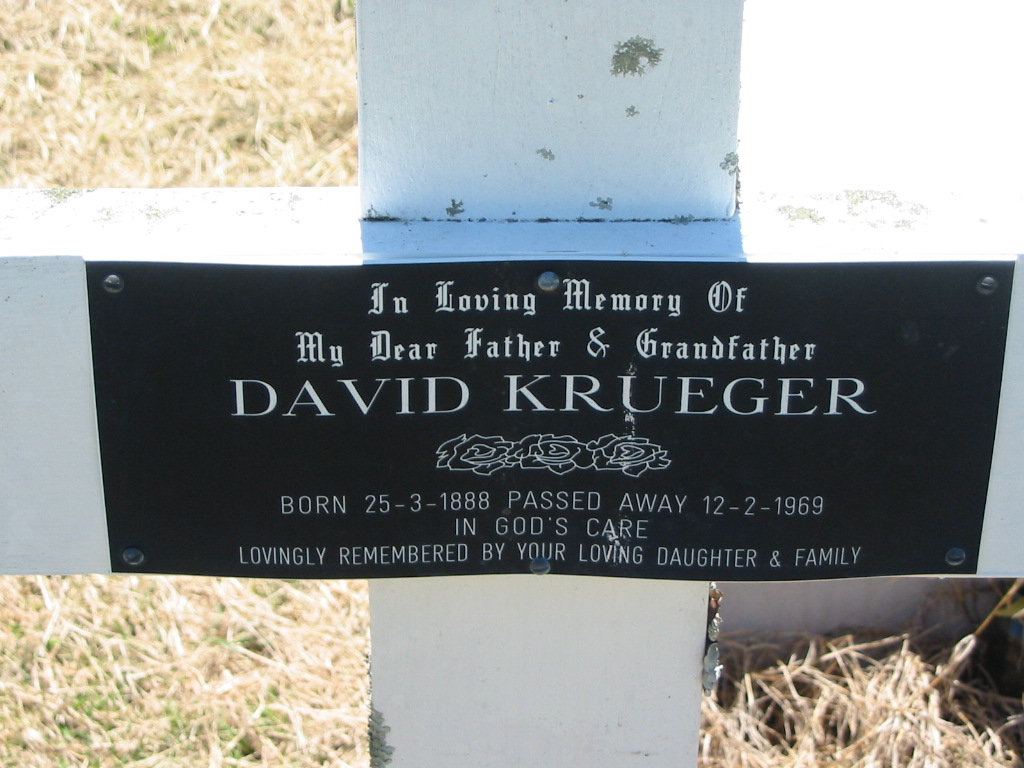 In Loving Memory Of
My Dear Father & Grandfather
DAVID KRUEGER
BORN 25-3-1888 PASSED AWAY 12-2-1969
IN GOD'S CARE
LOVINGLY REMEMBERED BY YOUR LOVING DAUGHTER & FAMILY